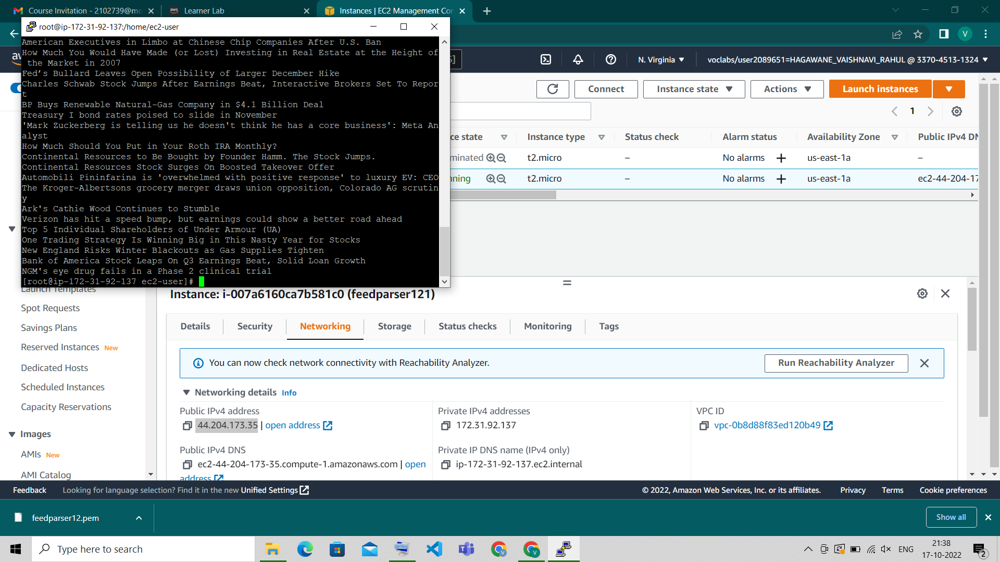 Course Invitation - 2102739@mo
Learner Lab
Instances | EC2 Management Con
root@ip-172-31-92-137:/home/ec2-user
American Executives in Limbo at Chinese Chip Companies After U.S. Ban
How Much You Would Have Made (or Lost) Investing in Real Estate at the Height of
the Market in 2007
Fed’s Bullard Leaves Open Possibility of Larger December Hike
Charles Schwab Stock Jumps After Earnings Beat, Interactive Brokers Set To Repor
t
BP Buys Renewable Natural-Gas Company in $4.1 Billion Deal
Treasury I bond rates poised to slide in November
'Mark Zuckerberg is telling us he doesn't think he has a core business': Meta An
alyst
How Much Should You Put in Your Roth IRA Monthly?
Continental Resources to Be Bought by Founder Hamm. The Stock Jumps.
Continental Resources Stock Surges On Boosted Takeover Offer
Automobili Pininfarina is 'overwhelmed with positive response' to luxury EV: CEO
The Kroger-Albertsons grocery merger draws union opposition, Colorado AG scrutin
y
Ark's Cathie Wood Continues to Stumble
Verizon has hit a speed bump, but earnings could show a better road ahead
Top 5 Individual Shareholders of Under Armour (UA)
One Trading Strategy Is Winning Big in This Nasty Year for Stocks
New England Risks Winter Blackouts as Gas Supplies Tighten
Bank of America Stock Leaps On Q3 Earnings Beat, Solid Loan Growth
NGM's eye drug fails in a Phase 2 clinical trial
[root@ip-172-31-92-137 ec2-user]#
V
N. Virginia
voclabs/user2089651=HAGAWANE_VAISHNAVI_RAHUL @ 3370-4513-1324
Connect
Instance state
Actions
Launch instances
1
ce state
Instance type
Status check
Alarm status
Availability Zone
Public IPv4 DN
minated
t2.micro
–
No alarms
us-east-1a
–
nning
t2.micro
–
No alarms
us-east-1a
ec2-44-204-17
Launch Templates
Spot Requests
Savings Plans
Reserved Instances New
Dedicated Hosts
Scheduled Instances
Capacity Reservations
Images
AMIs New
AMI Catalog
Instance: i-007a6160ca7b581c0 (feedparser121)
Details
Security
Networking
Storage
Status checks
Monitoring
Tags
You can now check network connectivity with Reachability Analyzer.
Run Reachability Analyzer
Networking details Info
Public IPv4 address
44.204.173.35 | open address
Private IPv4 addresses
172.31.92.137
VPC ID
vpc-0b8d88f83ed120b49
Public IPv4 DNS
ec2-44-204-173-35.compute-1.amazonaws.com | open
address
Private IP DNS name (IPv4 only)
ip-172-31-92-137.ec2.internal
Feedback
Looking for language selection? Find it in the new Unified Settings
© 2022, Amazon Web Services, Inc. or its affiliates.
Privacy
Terms
Cookie preferences
feedparser12.pem
Show all
Type here to search
ENG
21:38
17-10-2022
2